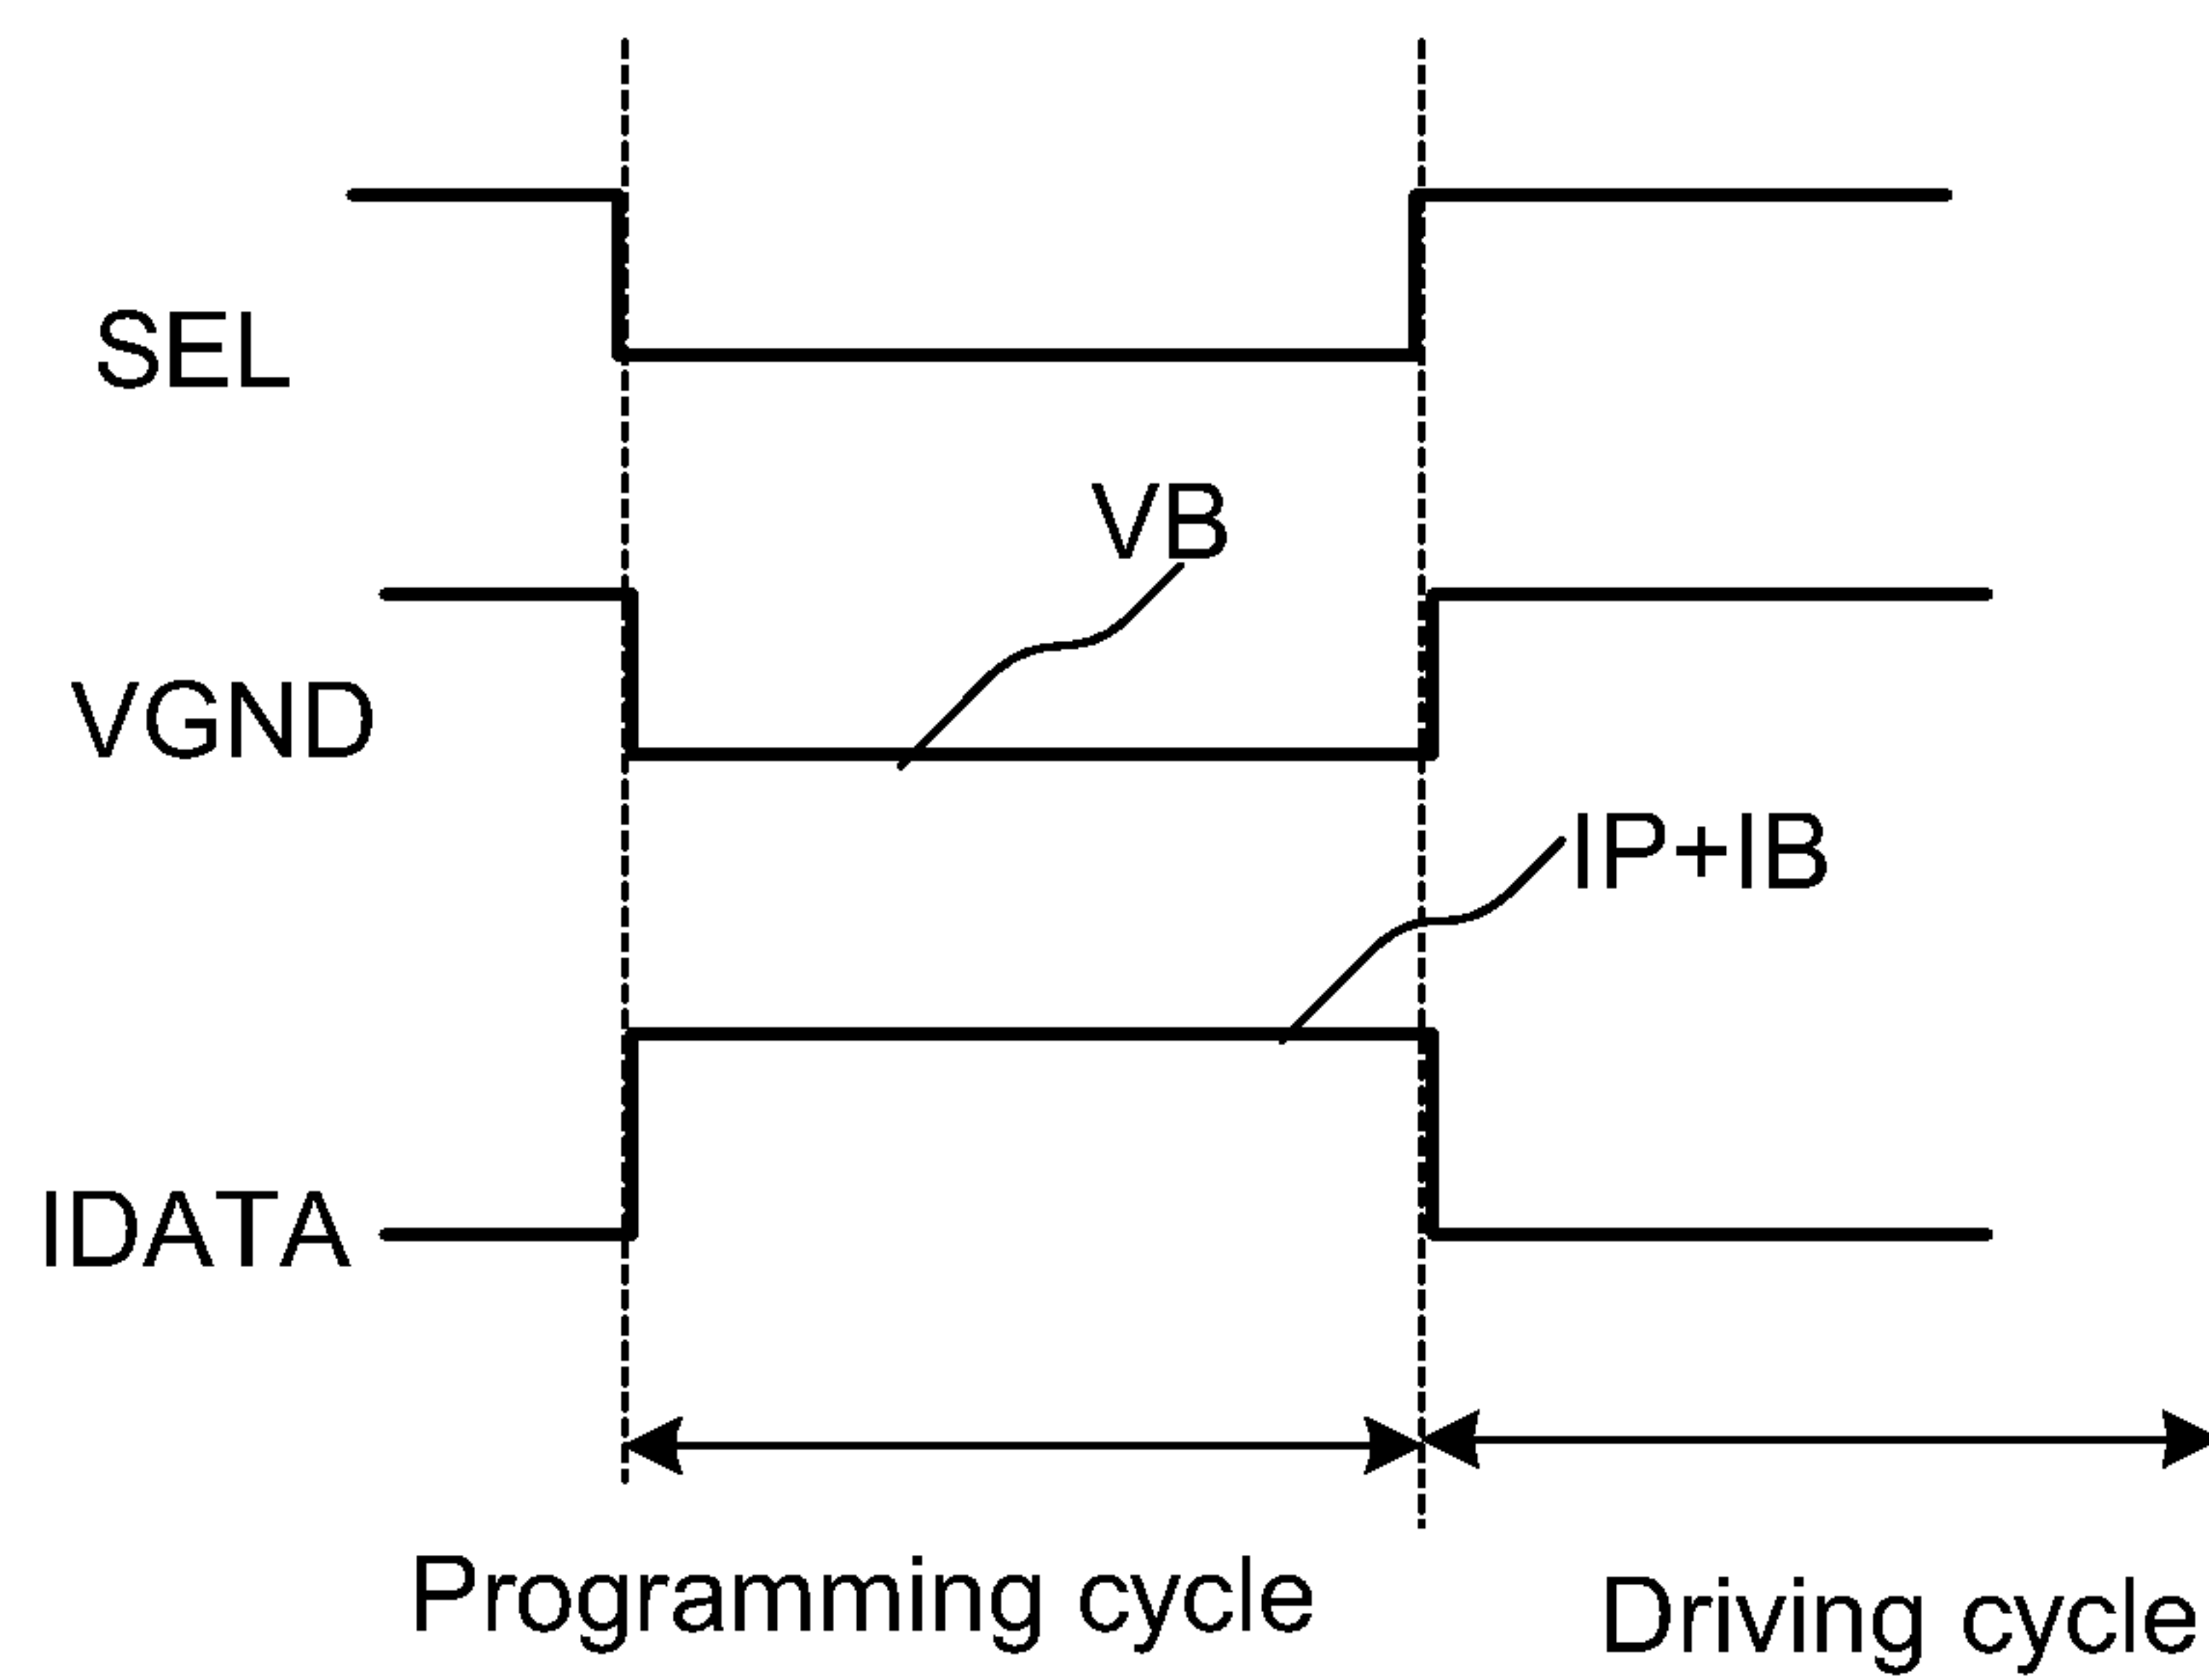 SEL
VB
VGND
IP+IB
IDATA
Programming cycle
Driving cycle